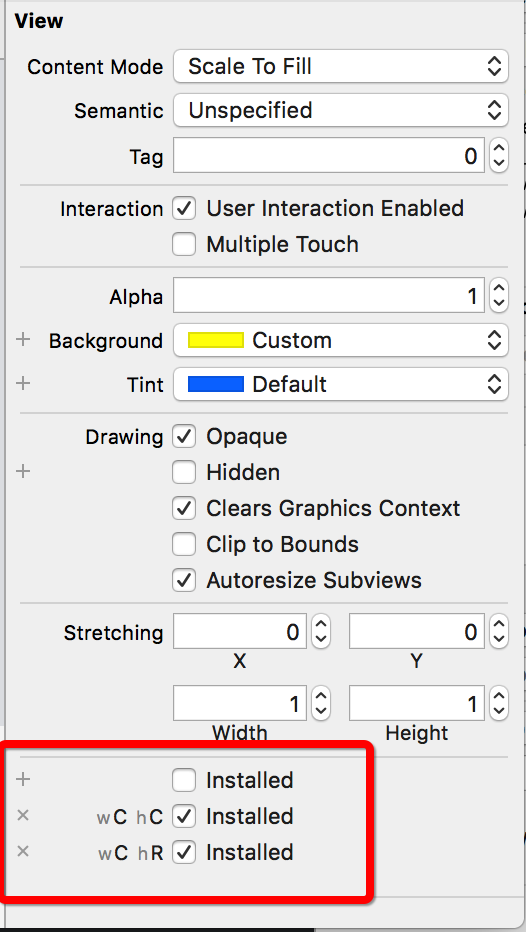 View
Content Mode Scale To Fill
Semantic Unspecified
Tag 0
Interaction User Interaction Enabled
Multiple Touch
Alpha 1
+ Background Custom
+ Tint Default
Drawing Opaque
+ Hidden
Clears Graphics Context
Clip to Bounds
Autoresize Subviews
Stretching 0 0
X Y
1 1
Width Height
+ Installed
× wC hC Installed
× wC hR Installed